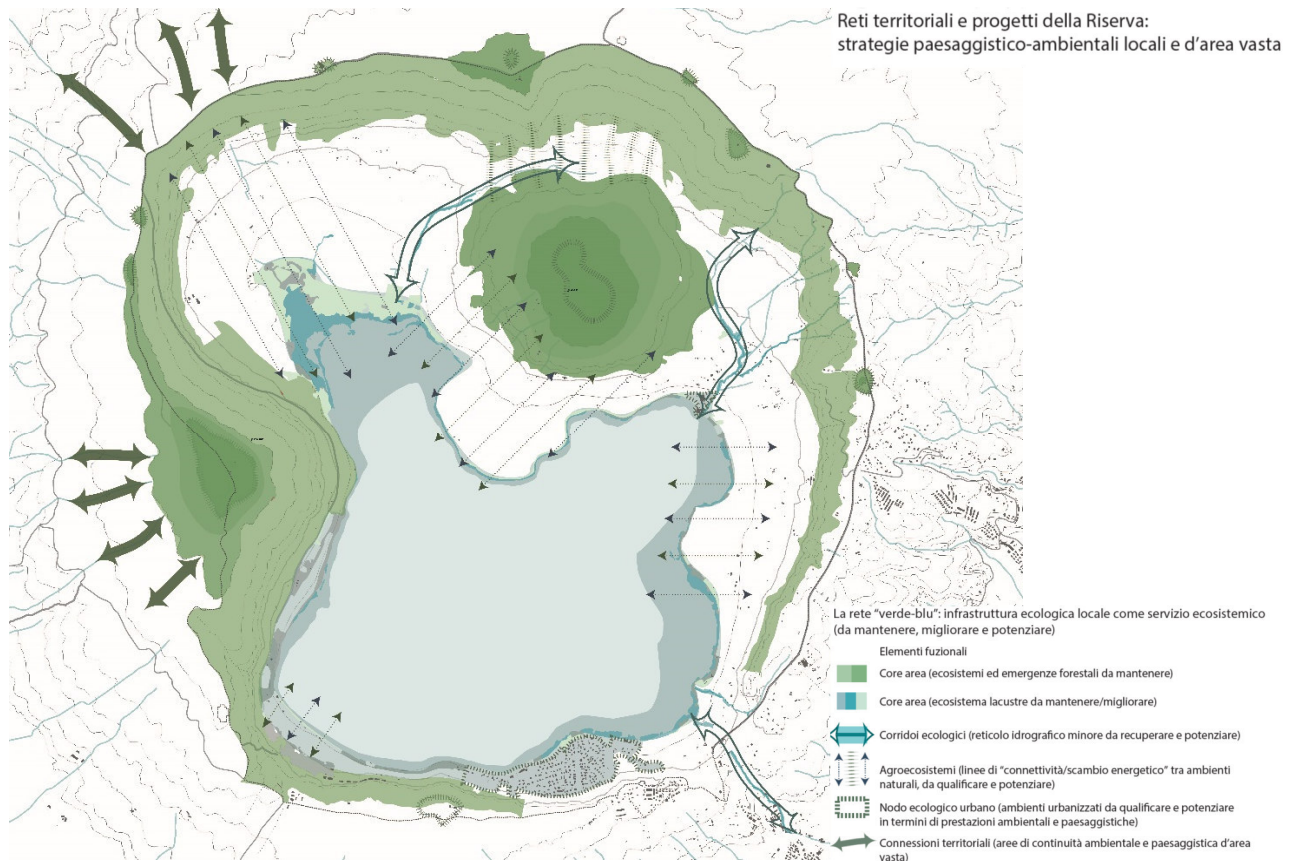 Reti territoriali e progetti della Riserva:
strategie paesaggistico-ambientali locali e d'area vasta
La rete "verde-blu": infrastruttura ecologica locale come servizio ecosistemico
(da mantenere, migliorare e potenziare)
Elementi fuzionali
Core area (ecosistemi ed emergenze forestali da mantenere)
Core area (ecosistema lacustre da mantenere/migliorare)
Corridoi ecologici (reticolo idrografico minore da recuperare e potenziare)
Agroecosistemi (linee di "connettività/scambio energetico" tra ambienti
naturali, da qualificare e potenziare)
Nodo ecologico urbano (ambienti urbanizzati da qualificare e potenziare
in termini di prestazioni ambientali e paesaggistiche)
Connessioni territoriali (aree di continuità ambientale e paesaggistica d'area
vasta)